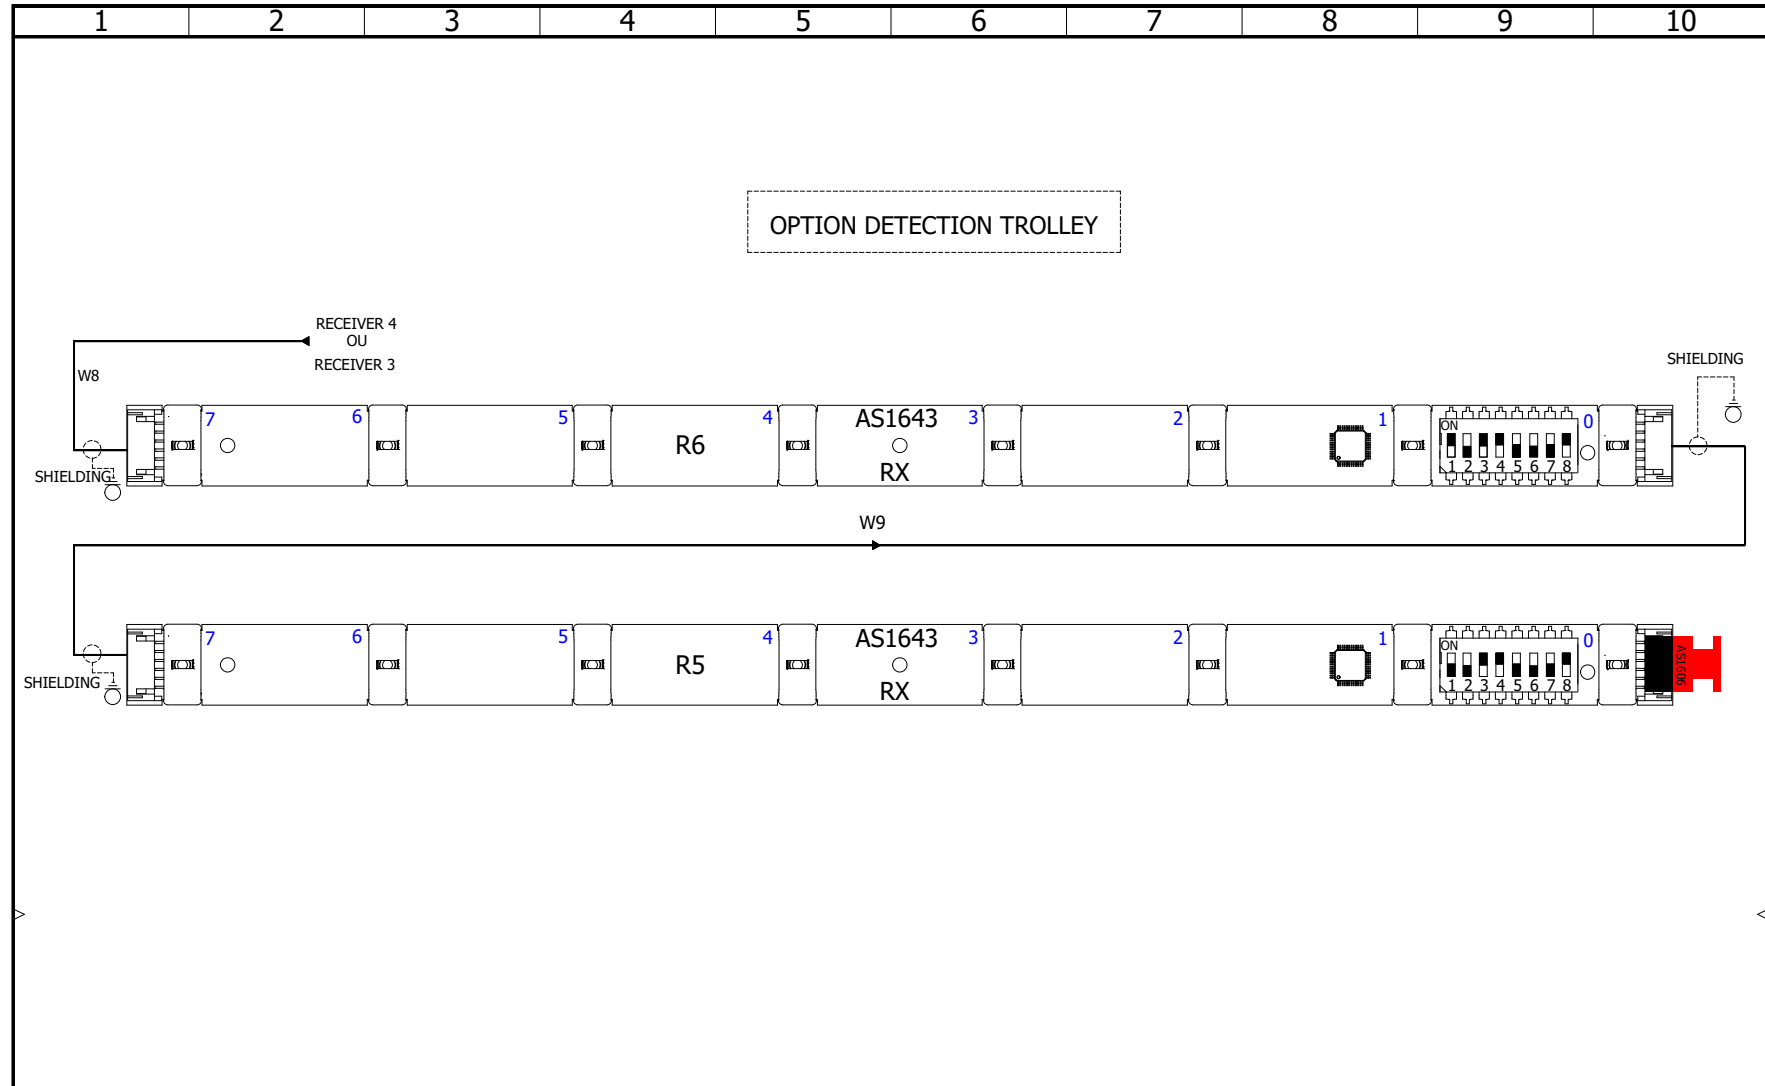 1 2 3 4 5 6 7 8 9 10
OPTION DETECTION TROLLEY
RECEIVER 4
OU
RECEIVER 3
W8
SHIELDING
7 6 5 4 AS1643 3 2 1 0
R6
RX
ON
1 2 3 4 5 6 7 8
SHIELDING
W9
7 6 5 4 AS1643 3 2 1 0
R5
RX
ON
1 2 3 4 5 6 7 8
AS1606
SHIELDING